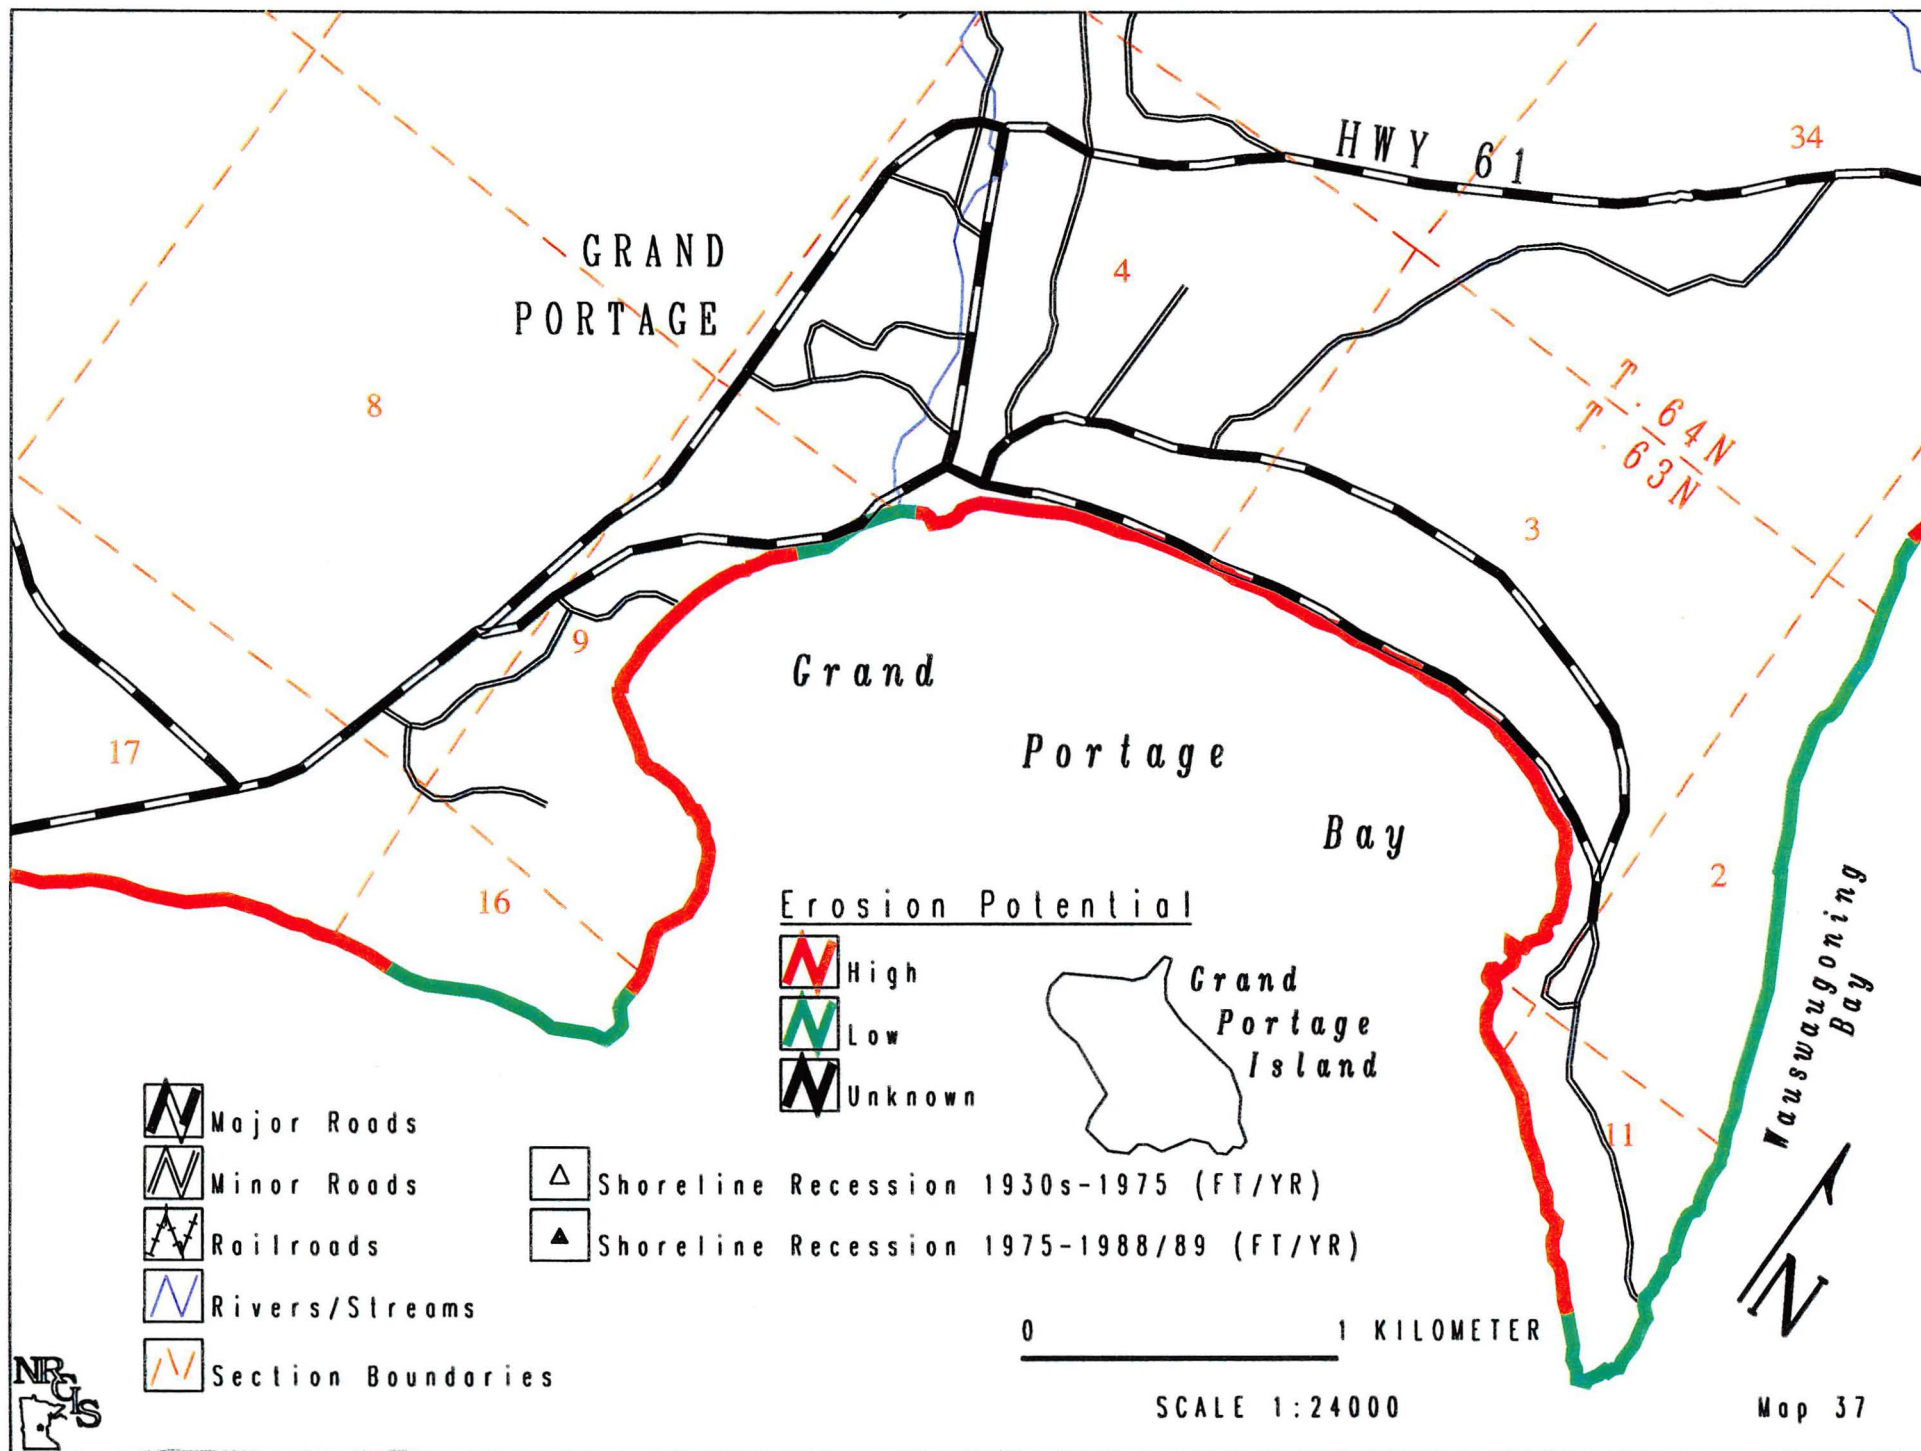 34
HWY 61
GRAND
PORTAGE
4
8
T. 64N
T. 63N
3
9
Grand
Portage
Bay
17
16
2
Wauswaugoning
Bay
Erosion Potential
High
Low
Unknown
Grand
Portage
Island
11
Major Roads
Minor Roads
Railroads
Rivers/Streams
Section Boundaries
Shoreline Recession 1930s-1975 (FT/YR)
Shoreline Recession 1975-1988/89 (FT/YR)
N
0 1 KILOMETER
SCALE 1:24000
Map 37
NRGIS